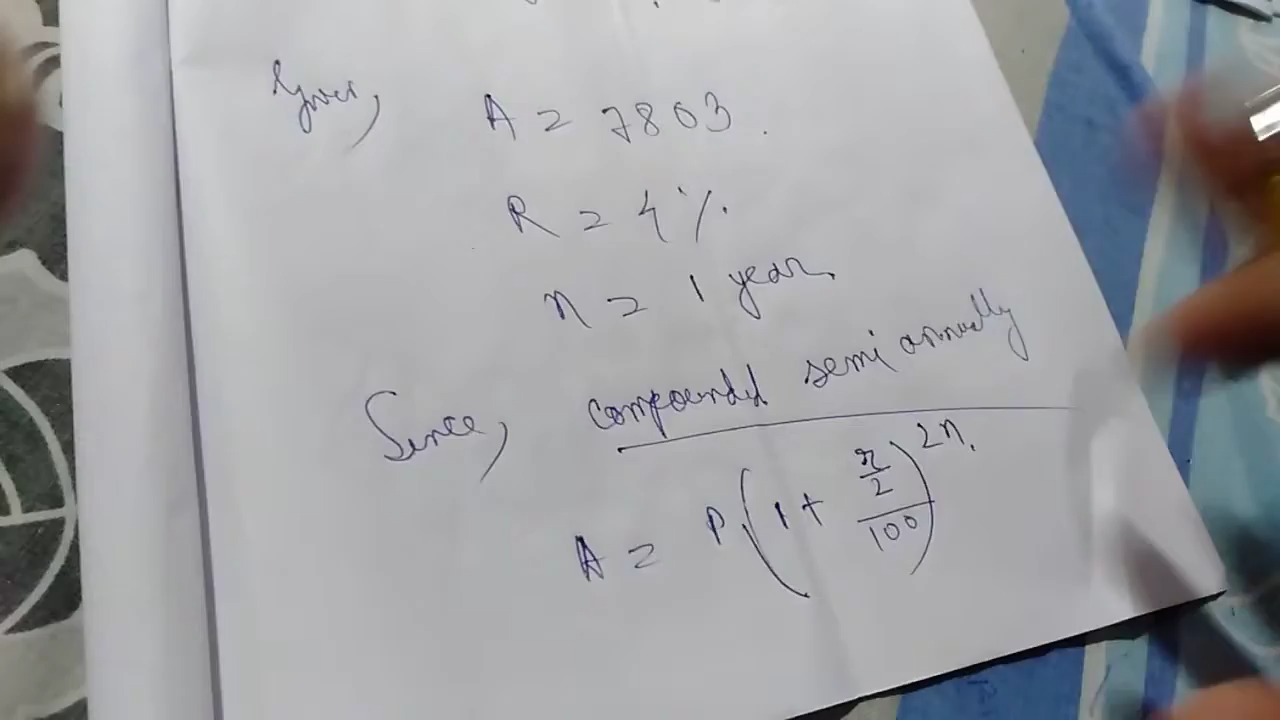 Given,
A = 7803.
R = 4%.
n = 1 year.
Since, compounded semi annually
A = P(1 + (r/2)/100)^2n.